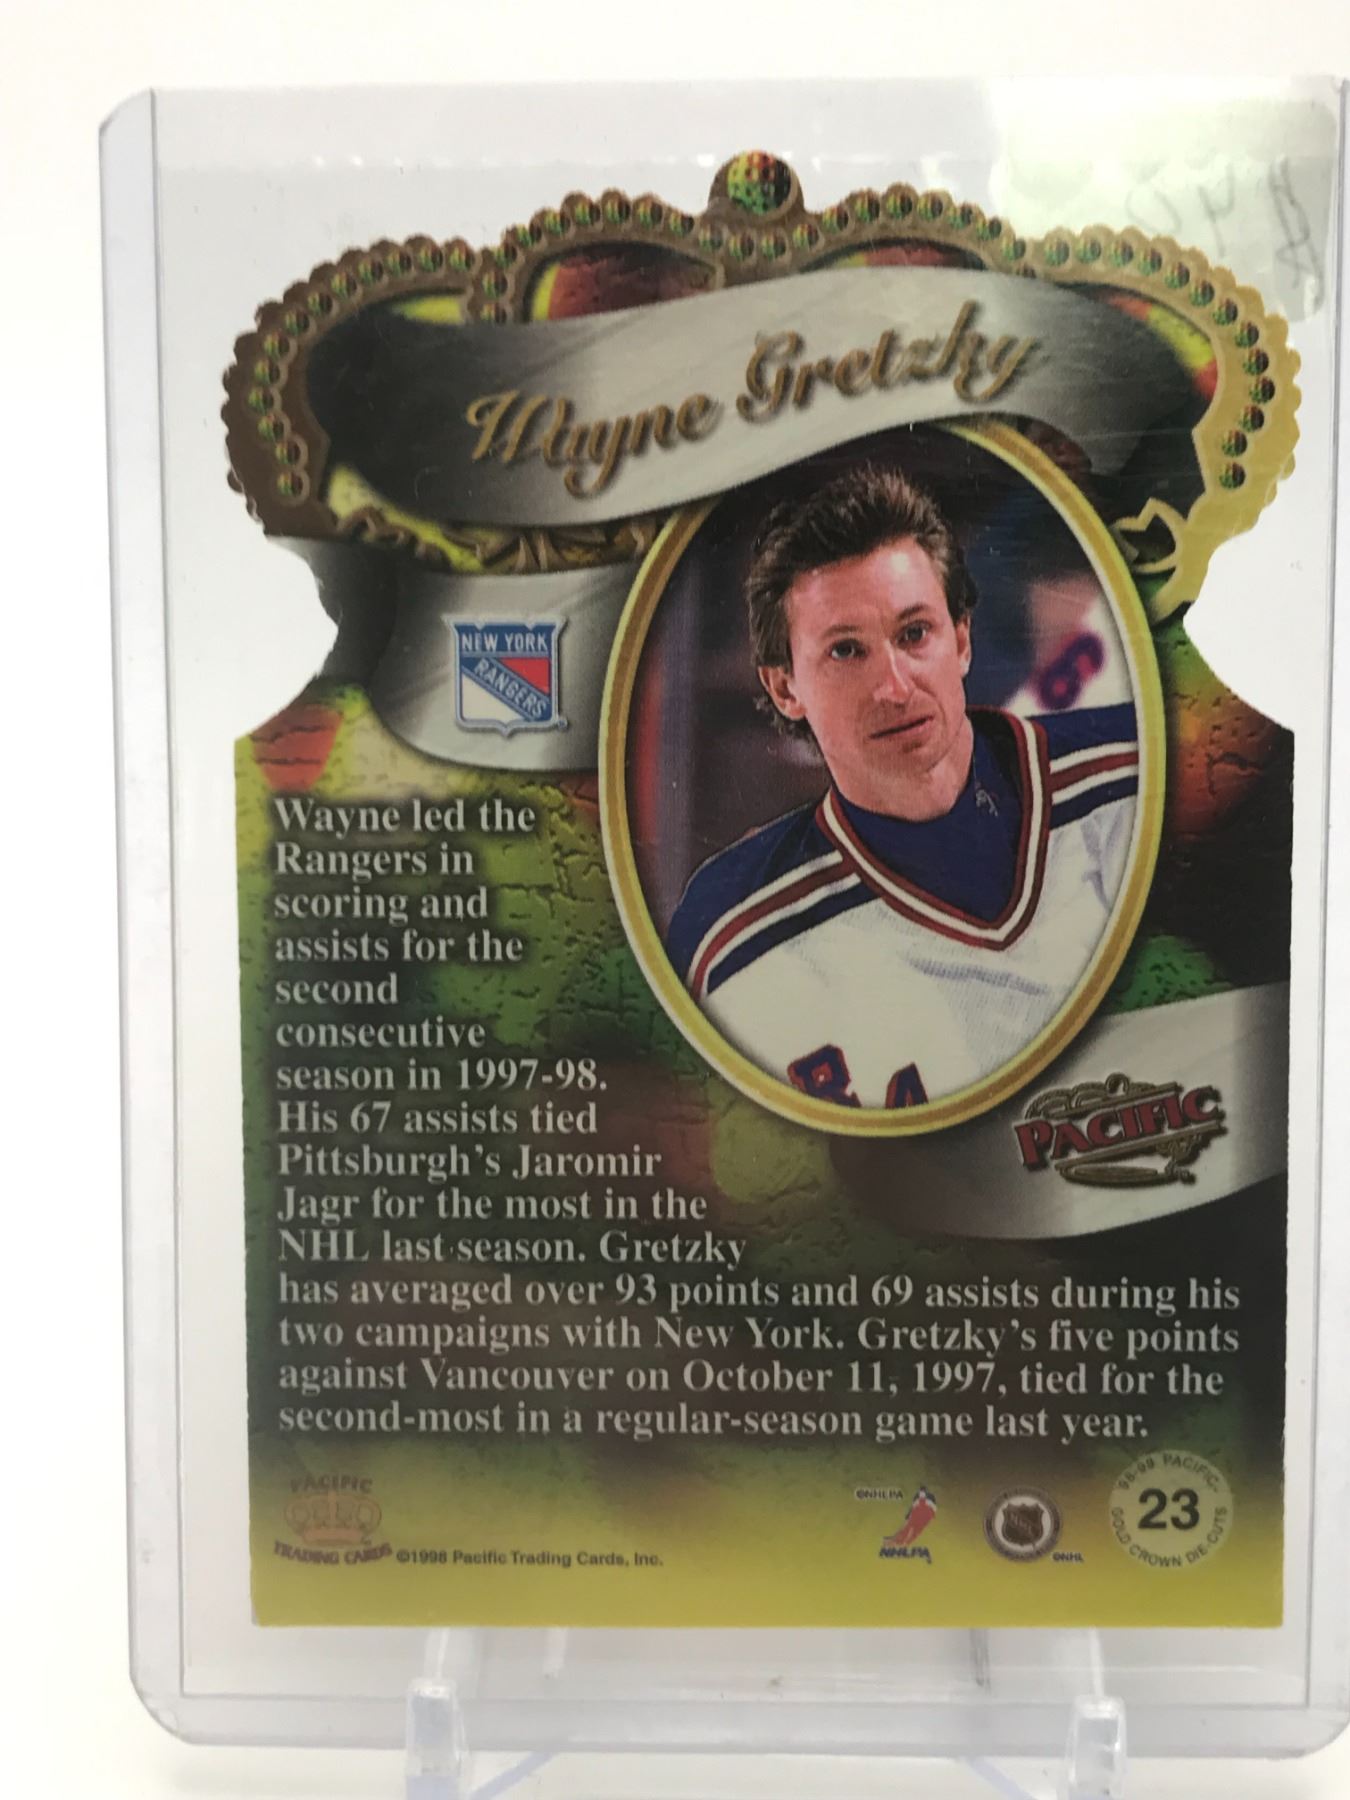 Wayne Gretzky
NEW YORK
RANGERS
Wayne led the
Rangers in
scoring and
assists for the
second
consecutive
season in 1997-98.
His 67 assists tied
Pittsburgh's Jaromir
Jagr for the most in the
NHL last season. Gretzky
has averaged over 93 points and 69 assists during his
two campaigns with New York. Gretzky's five points
against Vancouver on October 11, 1997, tied for the
second-most in a regular-season game last year.
RA
PACIFIC
PACIFIC
TRADING CARDS
©1998 Pacific Trading Cards, Inc.
©NHLPA
NHLPA
NHL
©NHL
98-99 PACIFIC-
23
GOLD CROWN DIE-CUTS